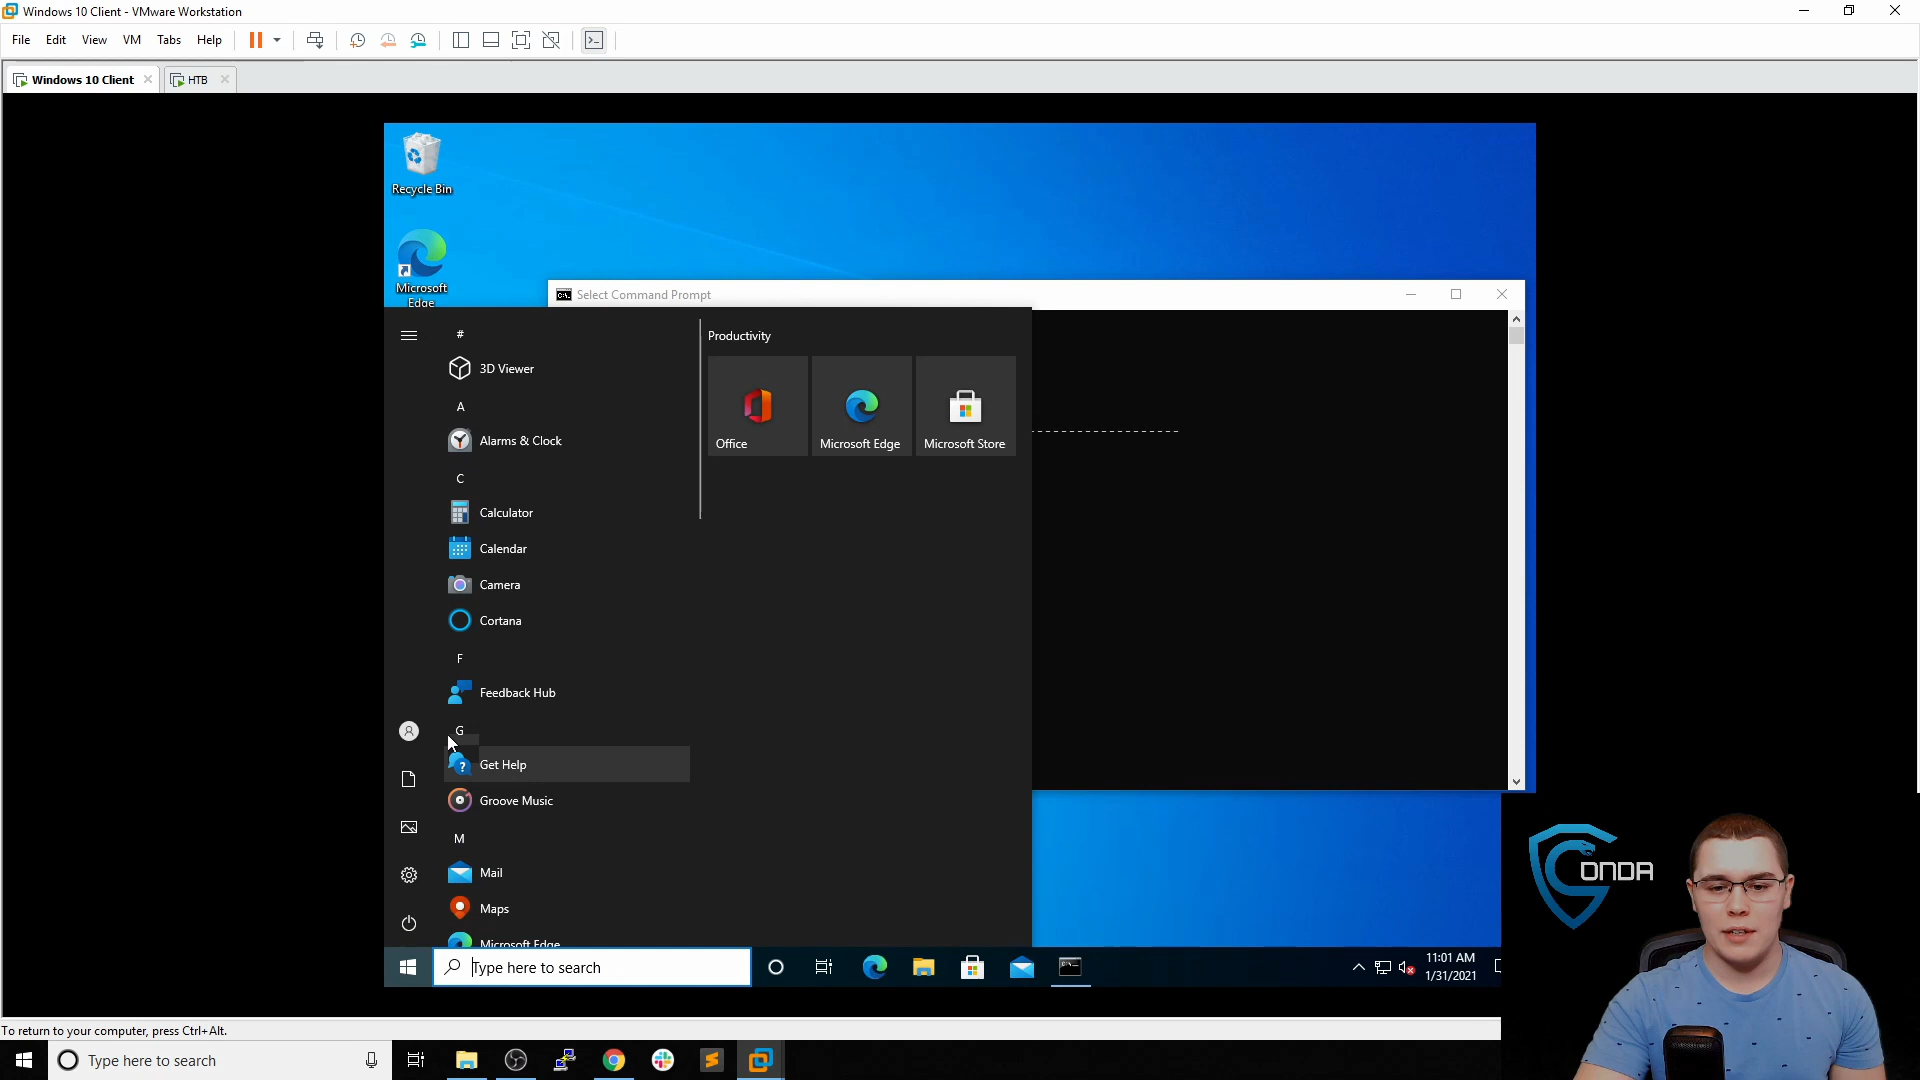 Windows 10 Client - VMware Workstation
File Edit View VM Tabs Help
Windows 10 Client
HTB
Recycle Bin
Microsoft
Edge
Select Command Prompt
#
3D Viewer
A
Alarms & Clock
C
Calculator
Calendar
Camera
Cortana
F
Feedback Hub
G
Get Help
Groove Music
M
Mail
Maps
Microsoft Edge
Productivity
Office
Microsoft Edge
Microsoft Store
Type here to search
11:01 AM
1/31/2021
CONDA
To return to your computer, press Ctrl+Alt.
Type here to search